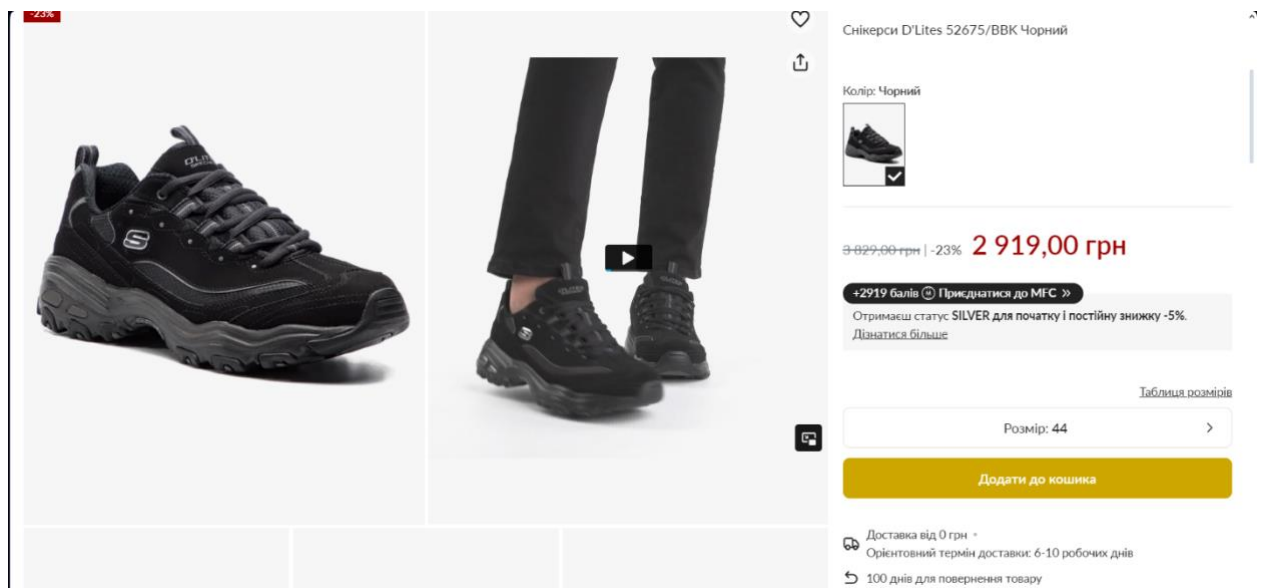 -23%
Снікерси D'Lites 52675/BBK Чорний
Колір: Чорний
3 829,00 грн | -23% 2 919,00 грн
+2919 балів Приєднатися до MFC »
Отримаєш статус SILVER для початку і постійну знижку -5%.
Дізнатися більше
Таблиця розмірів
Розмір: 44
Додати до кошика
Доставка від 0 грн
Орієнтовний термін доставки: 6-10 робочих днів
100 днів для повернення товару